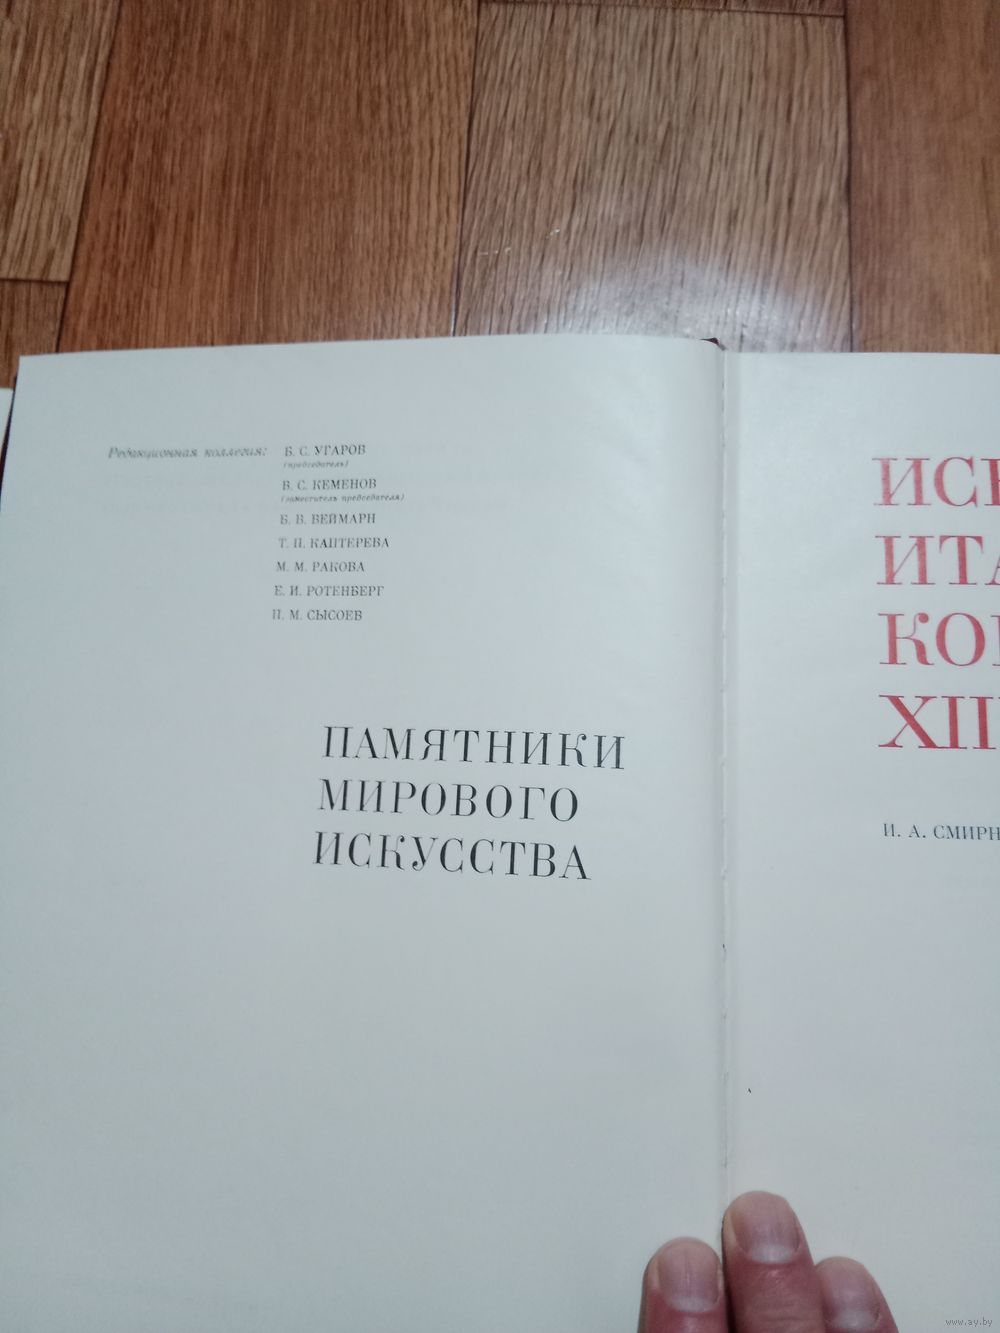 Редакционная коллегия: Б. С. УГАРОВ
(председатель)
В. С. КЕМЕНОВ
(заместитель председателя)
Б. В. ВЕЙМАРН
Т. П. КАПТЕРЕВА
М. М. РАКОВА
Е. И. РОТЕНБЕРГ
П. М. СЫСОЕВ
ПАМЯТНИКИ
МИРОВОГО
ИСКУССТВА
ИСК
ИТА
КО
XII
И. А. СМИРН
www.ay.by